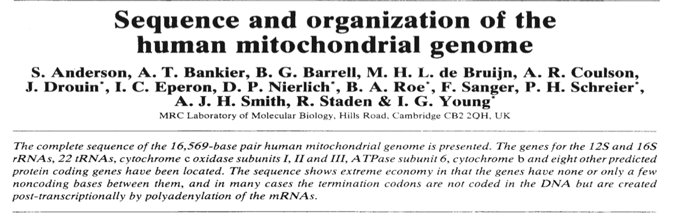 Sequence and organization of the
human mitochondrial genome
S. Anderson, A. T. Bankier, B. G. Barrell, M. H. L. de Bruijn, A. R. Coulson,
J. Drouin*, I. C. Eperon, D. P. Nierlich*, B. A. Roe*, F. Sanger, P. H. Schreier*,
A. J. H. Smith, R. Staden & I. G. Young*
MRC Laboratory of Molecular Biology, Hills Road, Cambridge CB2 2QH, UK
The complete sequence of the 16,569-base pair human mitochondrial genome is presented. The genes for the 12S and 16S
rRNAs, 22 tRNAs, cytochrome c oxidase subunits I, II and III, ATPase subunit 6, cytochrome b and eight other predicted
protein coding genes have been located. The sequence shows extreme economy in that the genes have none or only a few
noncoding bases between them, and in many cases the termination codons are not coded in the DNA but are created
post-transcriptionally by polyadenylation of the mRNAs.